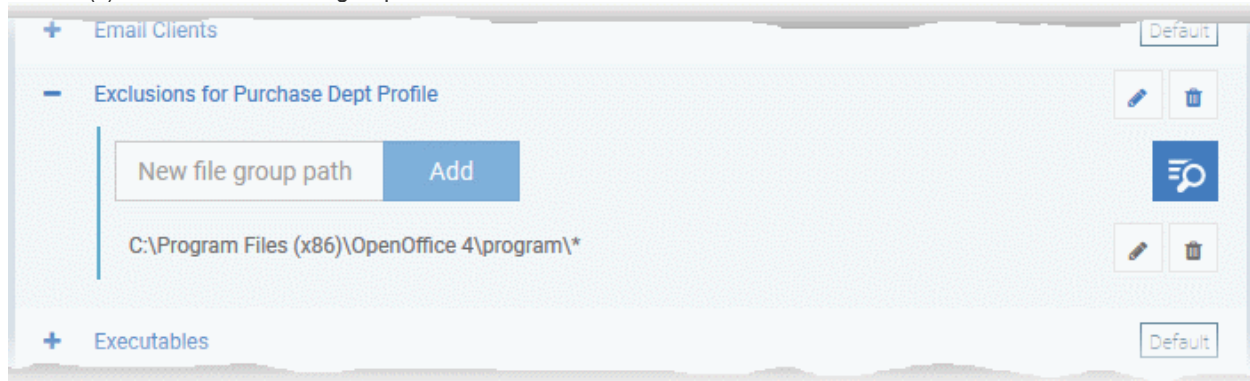 Email Clients
Default
Exclusions for Purchase Dept Profile
New file group path
Add
C:\Program Files (x86)\OpenOffice 4\program\*
Executables
Default